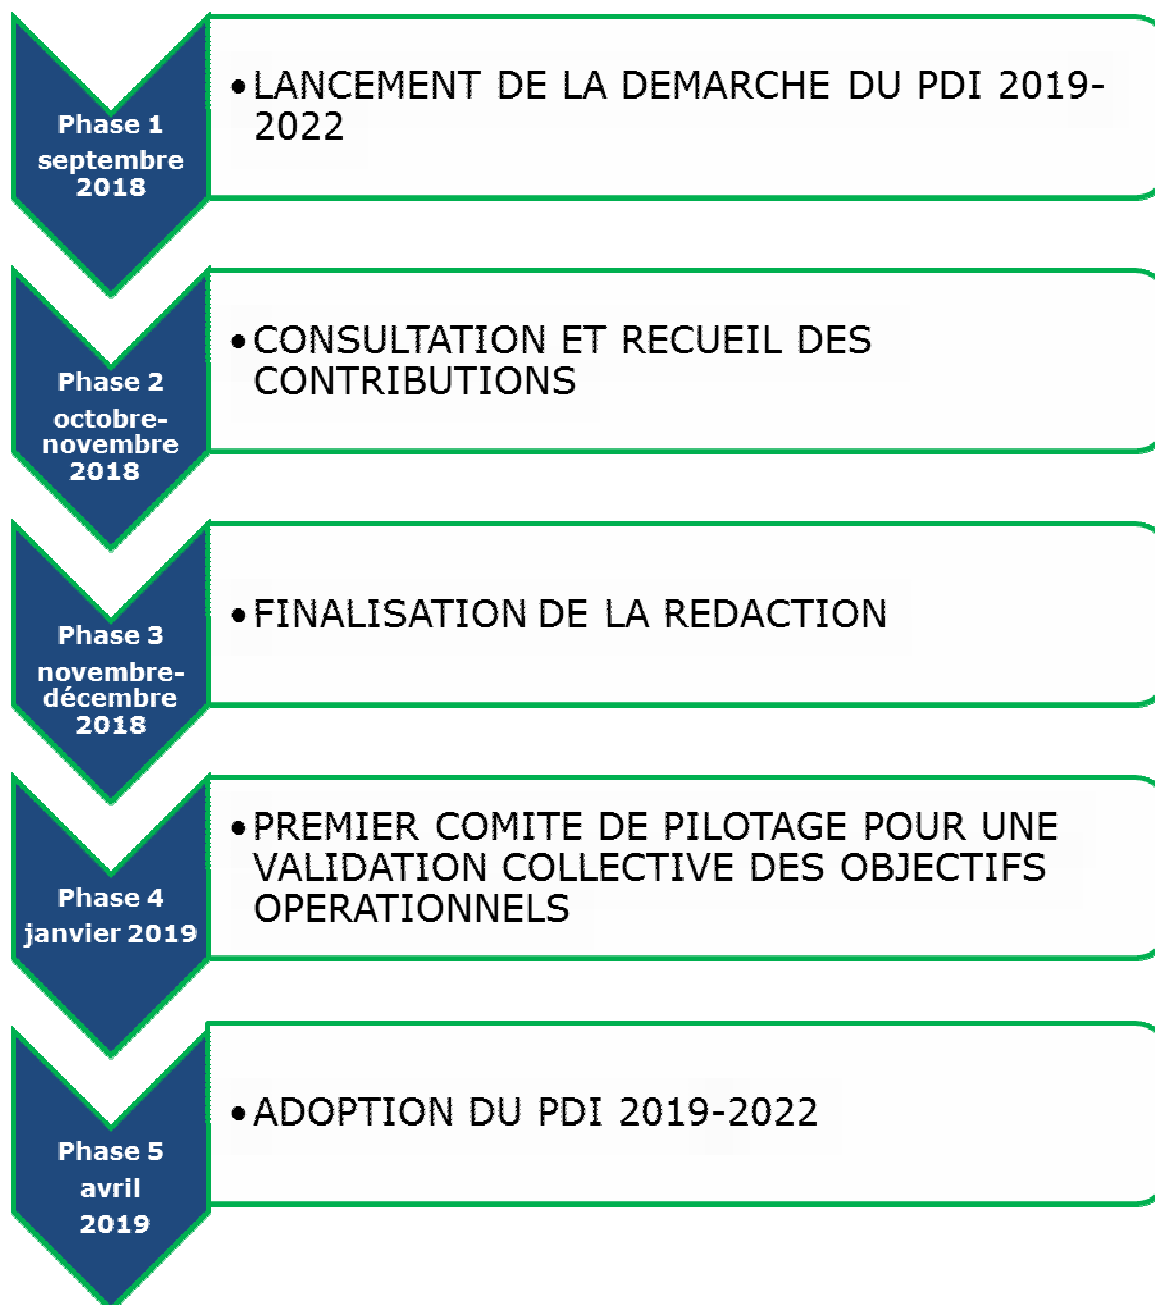 Phase 1
septembre
2018
•LANCEMENT DE LA DEMARCHE DU PDI 2019-
2022
Phase 2
octobre-
novembre
2018
•CONSULTATION ET RECUEIL DES
CONTRIBUTIONS
Phase 3
novembre-
décembre
2018
•FINALISATION DE LA REDACTION
Phase 4
janvier 2019
•PREMIER COMITE DE PILOTAGE POUR UNE
VALIDATION COLLECTIVE DES OBJECTIFS
OPERATIONNELS
Phase 5
avril
2019
•ADOPTION DU PDI 2019-2022